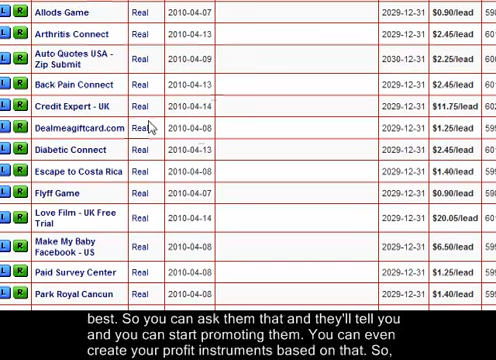 L R Allods Game Real 2010-04-07 2029-12-31 $0.90/lead
L R Arthritis Connect Real 2010-04-13 2029-12-31 $2.45/lead
Auto Quotes USA -
L R Zip Submit Real 2010-04-09 2030-12-31 $2.25/lead
L R Back Pain Connect Real 2010-04-13 2029-12-31 $2.45/lead
L R Credit Expert - UK Real 2010-04-14 2029-12-31 $11.75/lead
L R Dealmeagiftcard.com Real 2010-04-08 2029-12-31 $1.25/lead
L R Diabetic Connect Real 2010-04-13 2029-12-31 $2.45/lead
L R Escape to Costa Rica Real 2010-04-08 2029-12-31 $1.40/lead
L R Flyff Game Real 2010-04-07 2029-12-31 $0.90/lead
L R Love Film - UK Free Real 2010-04-14 2029-12-31 $20.05/lead
Trial
L R Make My Baby Real 2010-04-08 2029-12-31 $6.50/lead
Facebook - US
L R Paid Survey Center Real 2010-04-08 2029-12-31 $1.25/lead
L R Park Royal Cancun Real 2010-04-08 2029-12-31 $1.40/lead
best. So you can ask them that and they'll tell you
and you can start promoting them. You can even
create your profit instruments based on that. So,